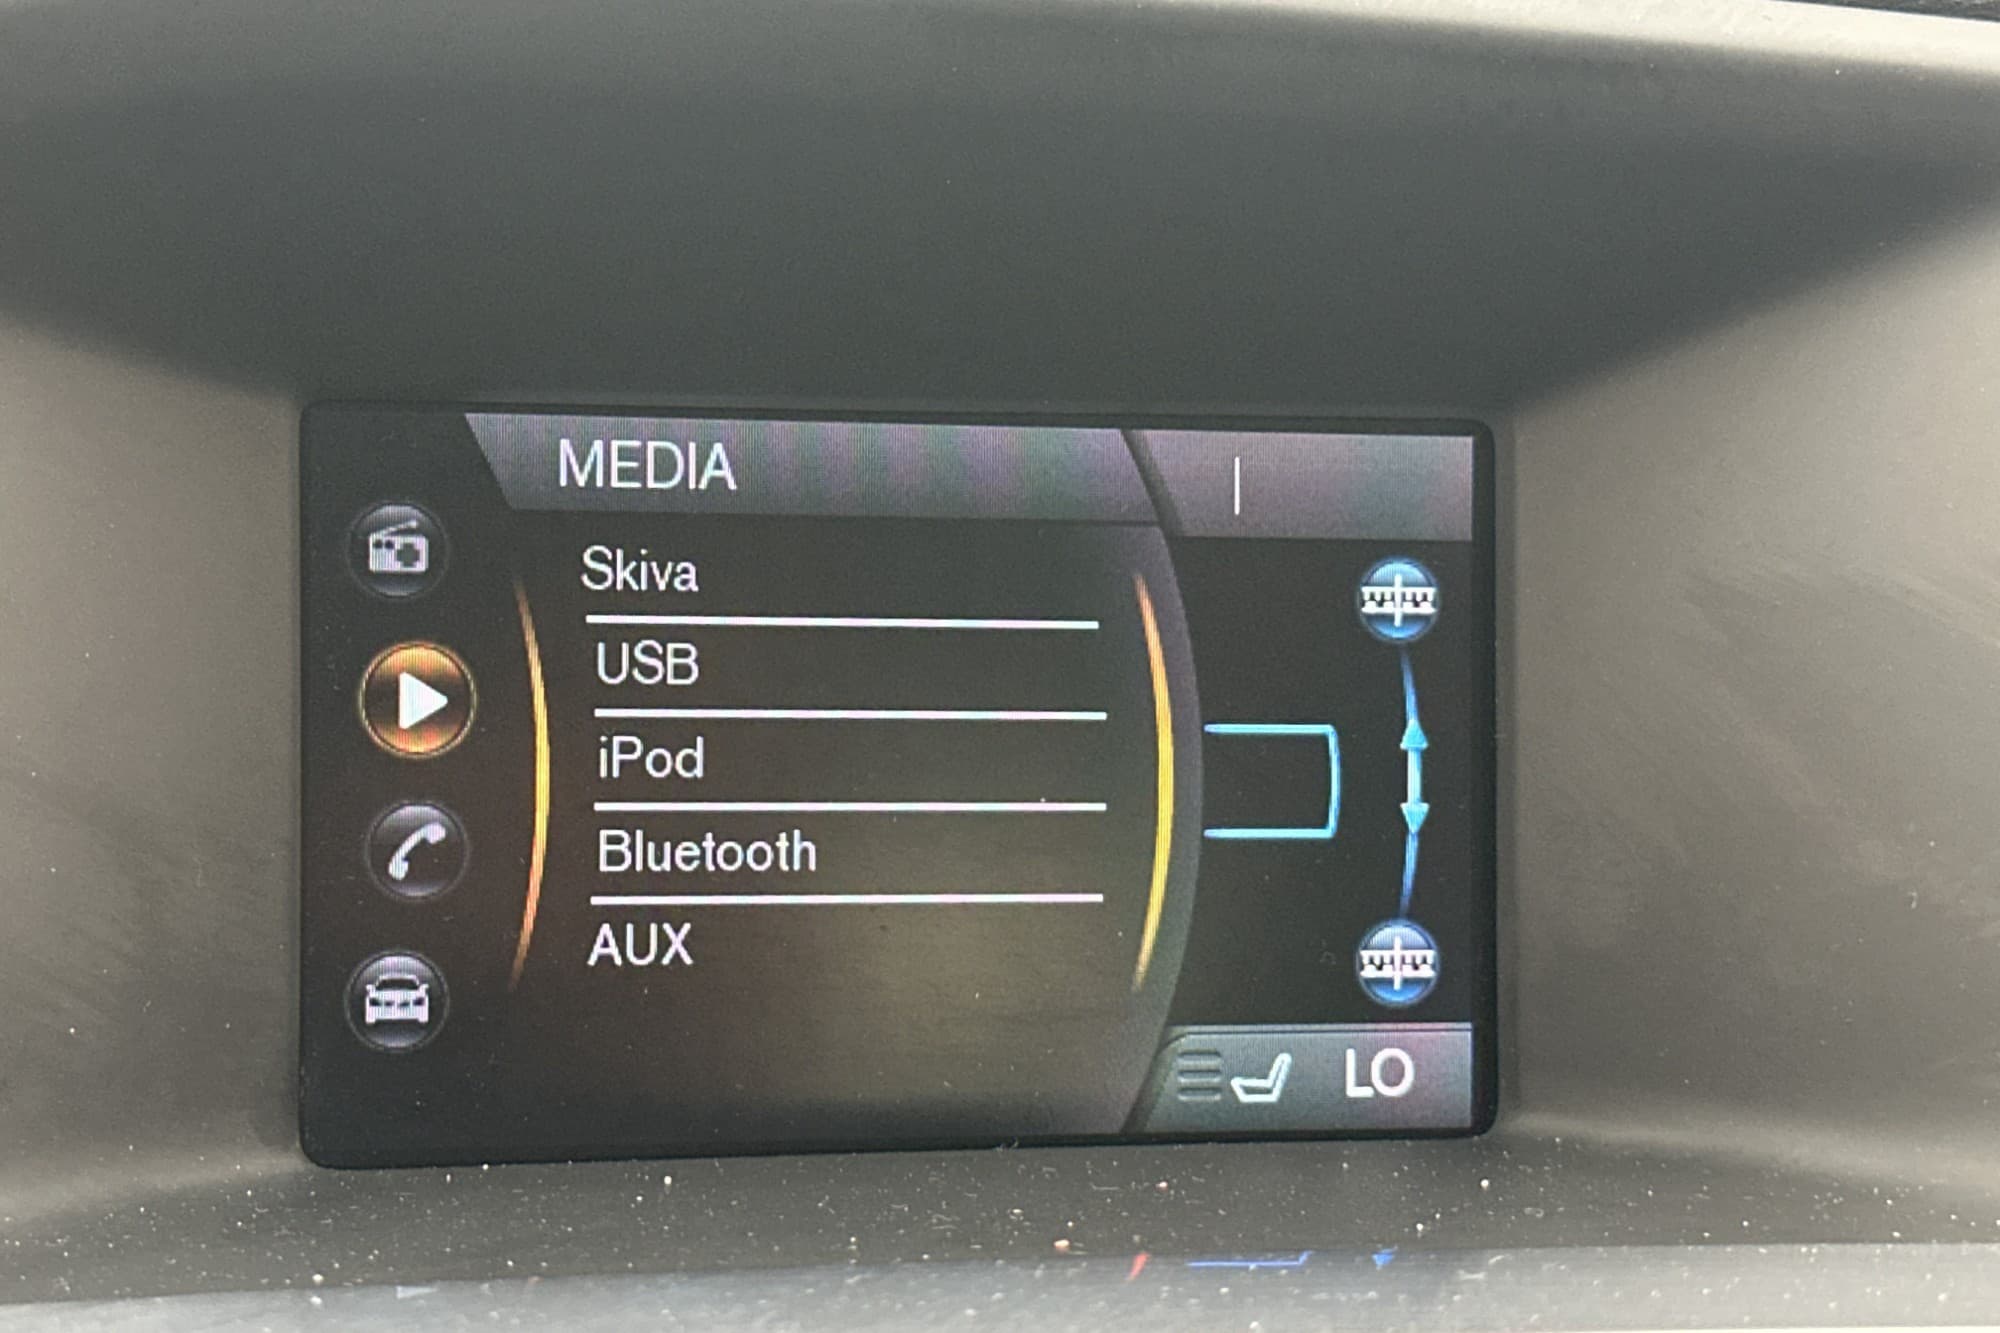 MEDIA
Skiva
USB
iPod
Bluetooth
AUX
LO